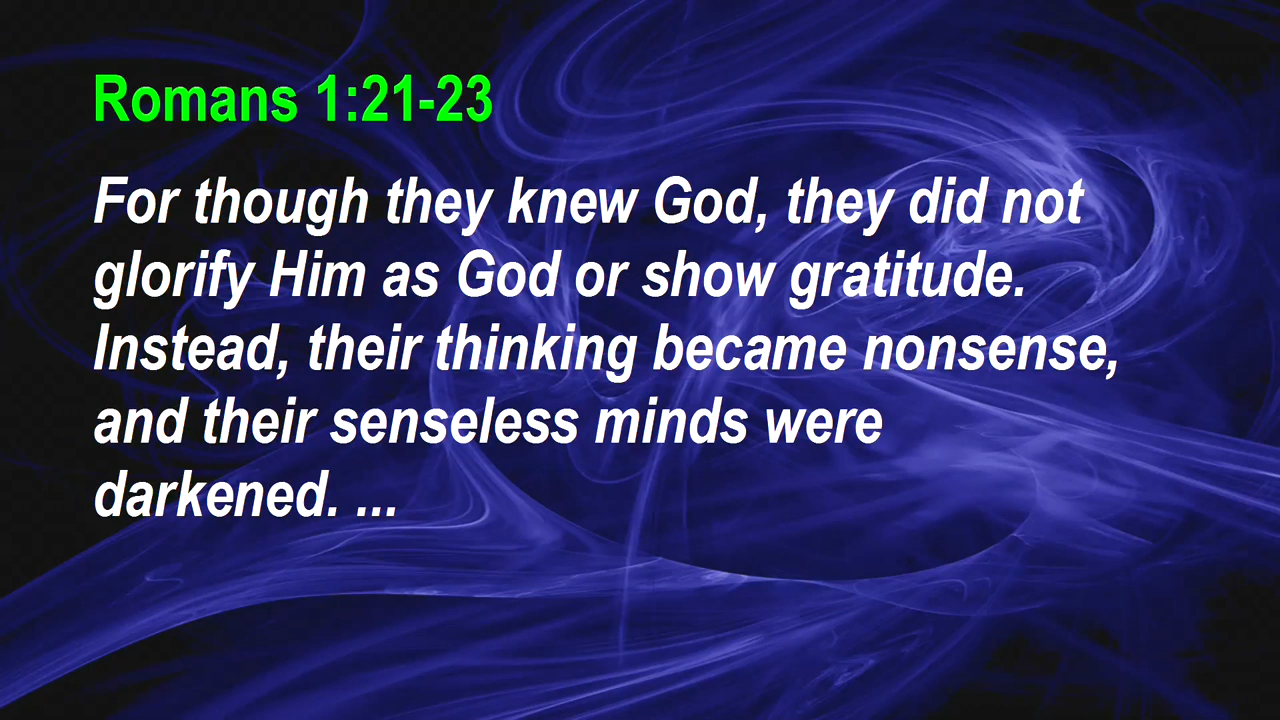 Romans 1:21-23
For though they knew God, they did not
glorify Him as God or show gratitude.
Instead, their thinking became nonsense,
and their senseless minds were
darkened. ...